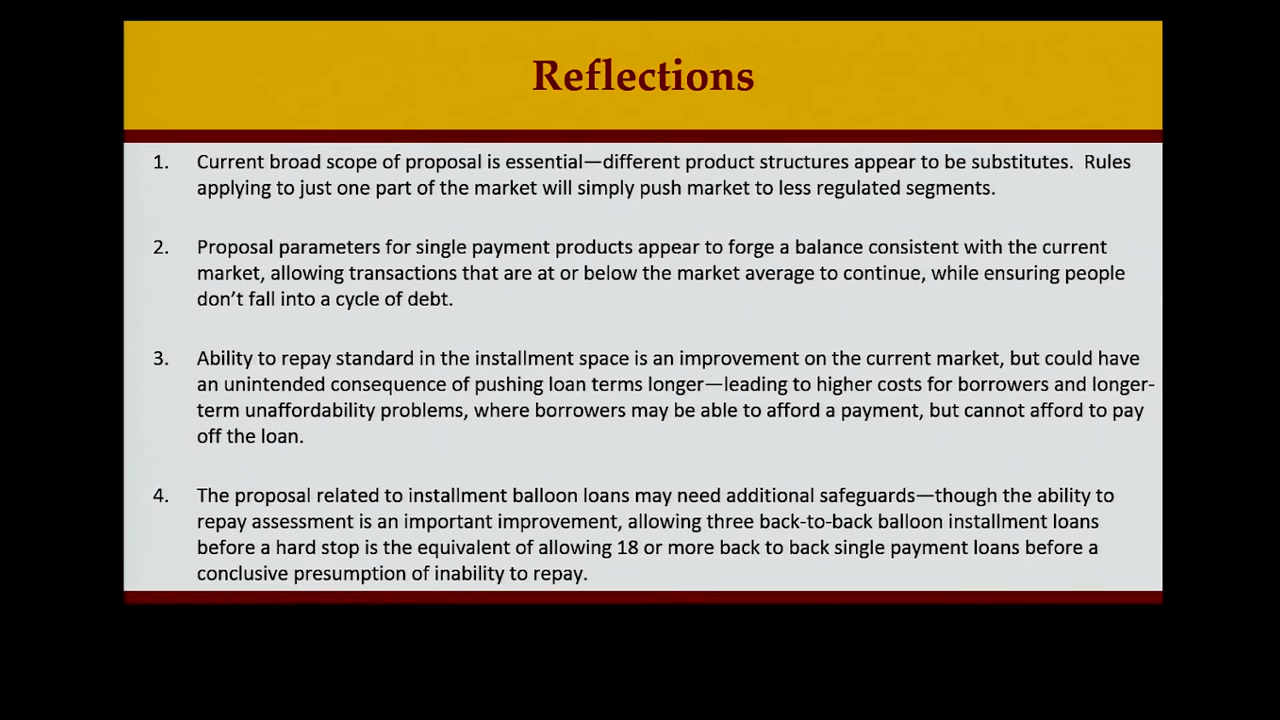 Reflections
1. Current broad scope of proposal is essential—different product structures appear to be substitutes.  Rules
applying to just one part of the market will simply push market to less regulated segments.
2. Proposal parameters for single payment products appear to forge a balance consistent with the current
market, allowing transactions that are at or below the market average to continue, while ensuring people
don’t fall into a cycle of debt.
3. Ability to repay standard in the installment space is an improvement on the current market, but could have
an unintended consequence of pushing loan terms longer—leading to higher costs for borrowers and longer-
term unaffordability problems, where borrowers may be able to afford a payment, but cannot afford to pay
off the loan.
4. The proposal related to installment balloon loans may need additional safeguards—though the ability to
repay assessment is an important improvement, allowing three back-to-back balloon installment loans
before a hard stop is the equivalent of allowing 18 or more back to back single payment loans before a
conclusive presumption of inability to repay.